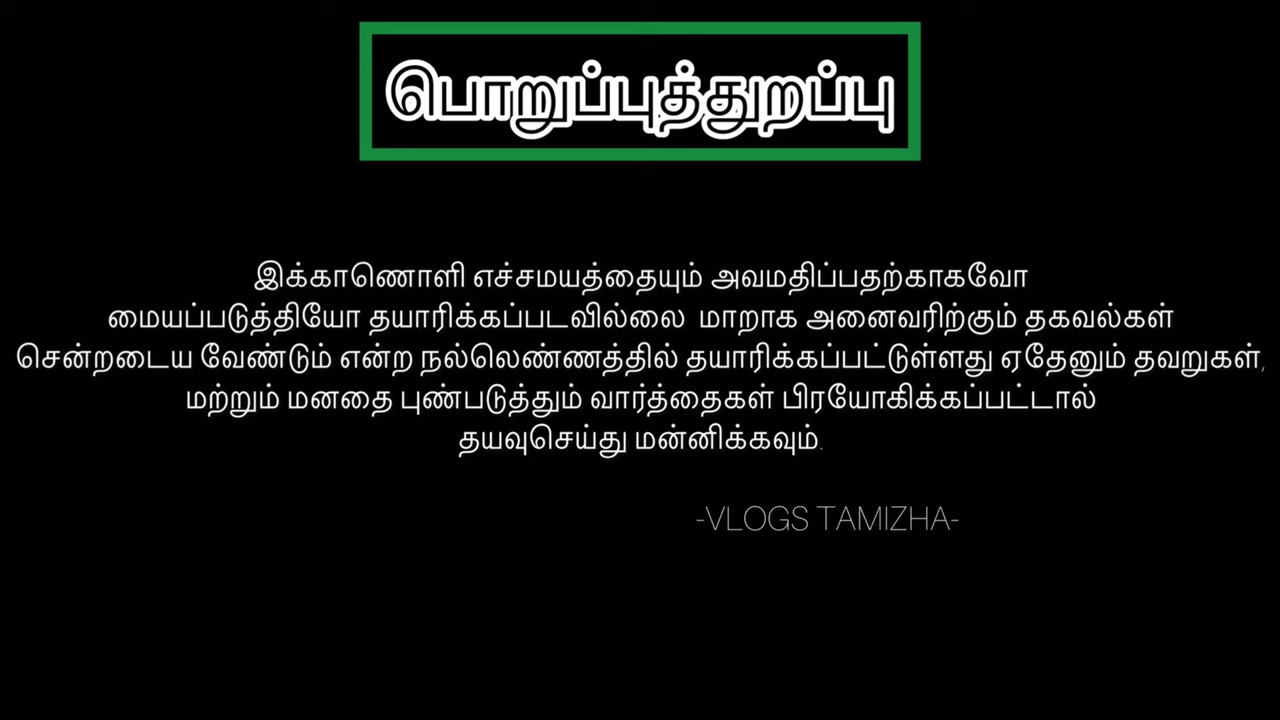 பொறுப்புத்துறப்பு
இக்காணொளி எச்சமயத்தையும் அவமதிப்பதற்காகவோ
மையப்படுத்தியோ தயாரிக்கப்படவில்லை மாறாக அனைவரிற்கும் தகவல்கள்
சென்றடைய வேண்டும் என்ற நல்லெண்ணத்தில் தயாரிக்கப்பட்டுள்ளது ஏதேனும் தவறுகள்,
மற்றும் மனதை புண்படுத்தும் வார்த்தைகள் பிரயோகிக்கப்பட்டால்
தயவுசெய்து மன்னிக்கவும்.
-VLOGS TAMIZHA-